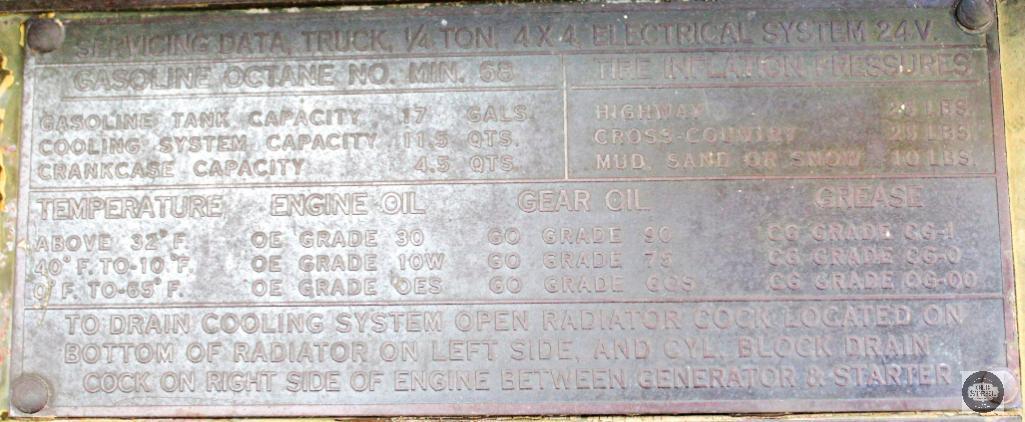 SERVICING DATA, TRUCK, 1/4 TON, 4 X 4, ELECTRICAL SYSTEM 24V.
GASOLINE OCTANE NO. MIN. 68
GASOLINE TANK CAPACITY 17 GALS.
COOLING SYSTEM CAPACITY 11.5 QTS.
CRANKCASE CAPACITY 4.5 QTS.
TIRE INFLATION PRESSURES
HIGHWAY LBS.
CROSS-COUNTRY LBS.
MUD, SAND OR SNOW 10 LBS.
TEMPERATURE ENGINE OIL GEAR OIL GREASE
ABOVE 32° F. OE GRADE 30 GO GRADE 90 CG GRADE CG-1
40° F. TO-10 °F. OE GRADE 10W GO GRADE 75 CG GRADE CG-0
0° F. TO-65° F. OE GRADE OES GO GRADE GOS CG GRADE CG-00
TO DRAIN COOLING SYSTEM OPEN RADIATOR COCK LOCATED ON
BOTTOM OF RADIATOR ON LEFT SIDE, AND CYL. BLOCK DRAIN
COCK ON RIGHT SIDE OF ENGINE BETWEEN GENERATOR & STARTER